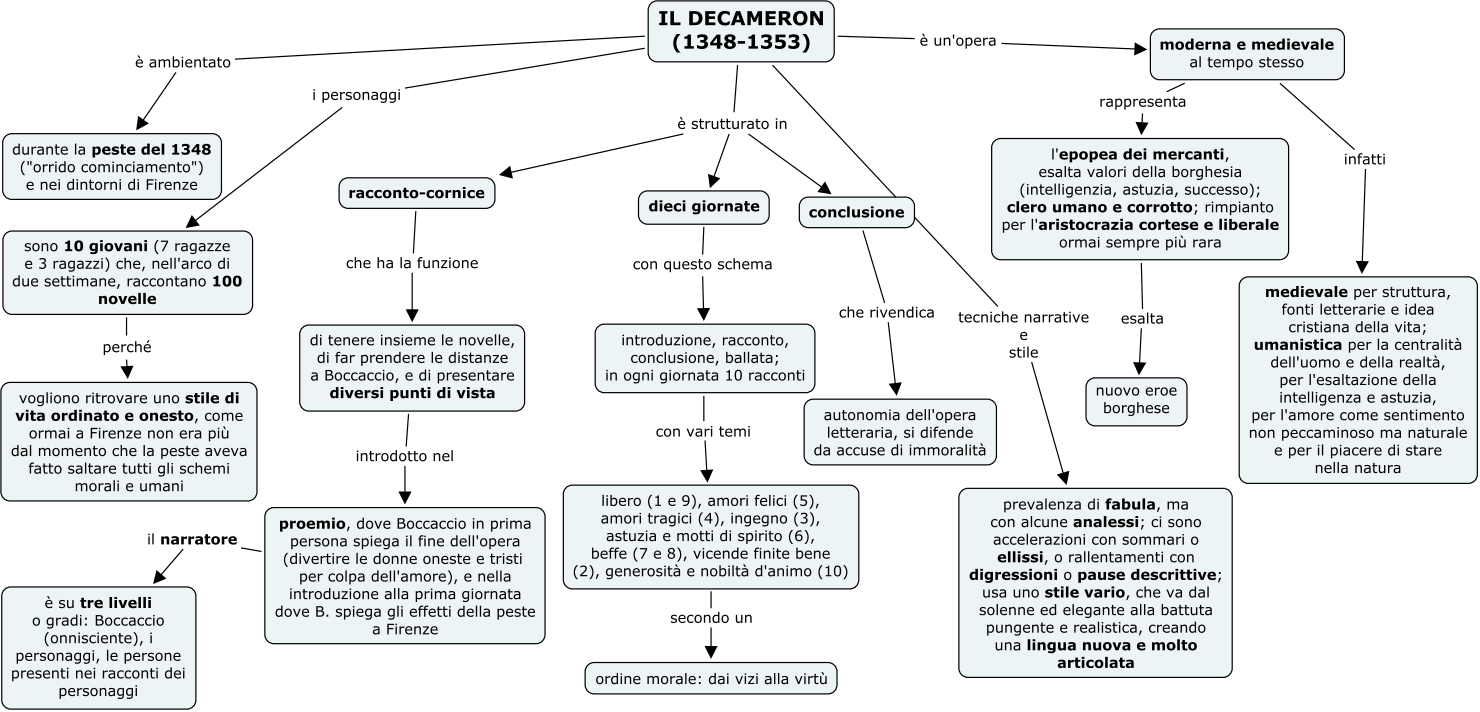 IL DECAMERON
(1348-1353)
è un'opera
moderna e medievale
al tempo stesso
è ambientato
i personaggi
è strutturato in
rappresenta
infatti
durante la peste del 1348
("orrido cominciamento")
e nei dintorni di Firenze
racconto-cornice
dieci giornate
conclusione
l'epopea dei mercanti,
esalta valori della borghesia
(intelligenzia, astuzia, successo);
clero umano e corrotto; rimpianto
per l'aristocrazia cortese e liberale
ormai sempre più rara
sono 10 giovani (7 ragazze
e 3 ragazzi) che, nell'arco di
due settimane, raccontano 100
novelle
che ha la funzione
con questo schema
che rivendica
tecniche narrative
e
stile
esalta
medievale per struttura,
fonti letterarie e idea
cristiana della vita;
umanistica per la centralità
dell'uomo e della realtà,
per l'esaltazione della
intelligenza e astuzia,
per l'amore come sentimento
non peccaminoso ma naturale
e per il piacere di stare
nella natura
perché
di tenere insieme le novelle,
di far prendere le distanze
a Boccaccio, e di presentare
diversi punti di vista
introduzione, racconto,
conclusione, ballata;
in ogni giornata 10 racconti
autonomia dell'opera
letteraria, si difende
da accuse di immoralità
nuovo eroe
borghese
vogliono ritrovare uno stile di
vita ordinato e onesto, come
ormai a Firenze non era più
dal momento che la peste aveva
fatto saltare tutti gli schemi
morali e umani
introdotto nel
con vari temi
proemio, dove Boccaccio in prima
persona spiega il fine dell'opera
(divertire le donne oneste e tristi
per colpa dell'amore), e nella
introduzione alla prima giornata
dove B. spiega gli effetti della peste
a Firenze
libero (1 e 9), amori felici (5),
amori tragici (4), ingegno (3),
astuzia e motti di spirito (6),
beffe (7 e 8), vicende finite bene
(2), generosità e nobiltà d'animo (10)
prevalenza di fabula, ma
con alcune analessi; ci sono
accelerazioni con sommari o
ellissi, o rallentamenti con
digressioni o pause descrittive;
usa uno stile vario, che va dal
solenne ed elegante alla battuta
pungente e realistica, creando
una lingua nuova e molto
articolata
il narratore
è su tre livelli
o gradi: Boccaccio
(onnisciente), i
personaggi, le persone
presenti nei racconti dei
personaggi
secondo un
ordine morale: dai vizi alla virtù